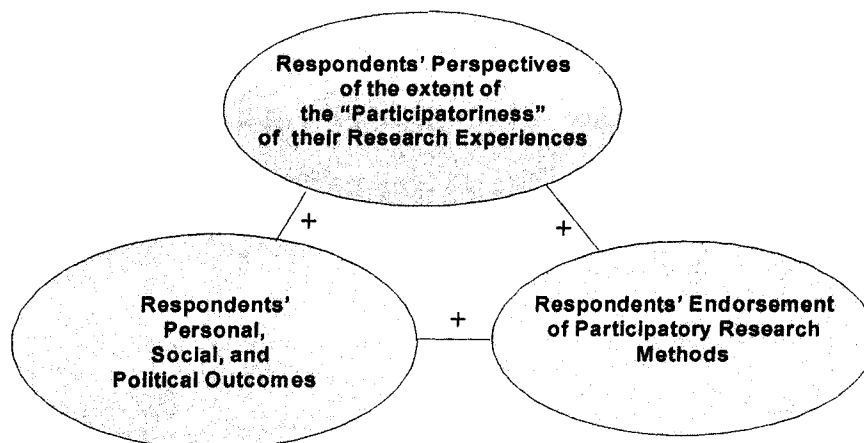 Respondents' Perspectives
of the extent of
the "Participatoriness"
of their Research Experiences
+
+
Respondents'
Personal,
Social, and
Political Outcomes
+
Respondents' Endorsement
of Participatory Research
Methods